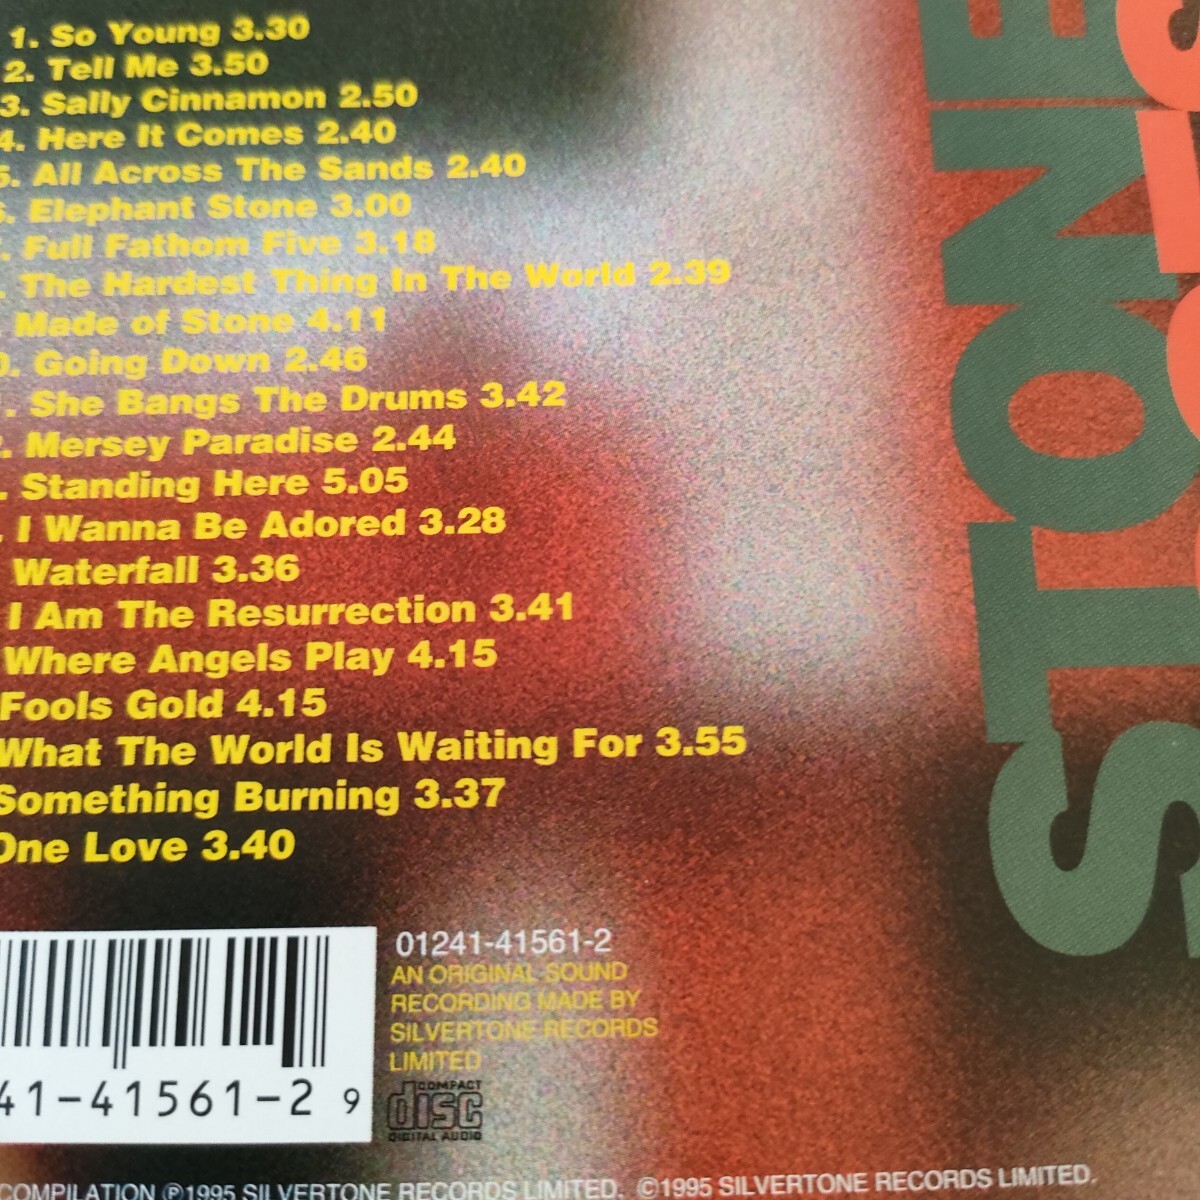 1. So Young 3.30
2. Tell Me 3.50
3. Sally Cinnamon 2.50
4. Here It Comes 2.40
5. All Across The Sands 2.40
6. Elephant Stone 3.00
. Full Fathom Five 3.18
. The Hardest Thing In The World 2.39
Made of Stone 4.11
0. Going Down 2.46
. She Bangs The Drums 3.42
. Mersey Paradise 2.44
. Standing Here 5.05
. I Wanna Be Adored 3.28
Waterfall 3.36
I Am The Resurrection 3.41
Where Angels Play 4.15
Fools Gold 4.15
What The World Is Waiting For 3.55
Something Burning 3.37
One Love 3.40
STONE
01241-41561-2
AN ORIGINAL SOUND
RECORDING MADE BY
SILVERTONE RECORDS
LIMITED
41-41561-2 9
COMPACT
disc
DIGITAL AUDIO
COMPILATION ℗1995 SILVERTONE RECORDS LIMITED. ©1995 SILVERTONE RECORDS LIMITED.